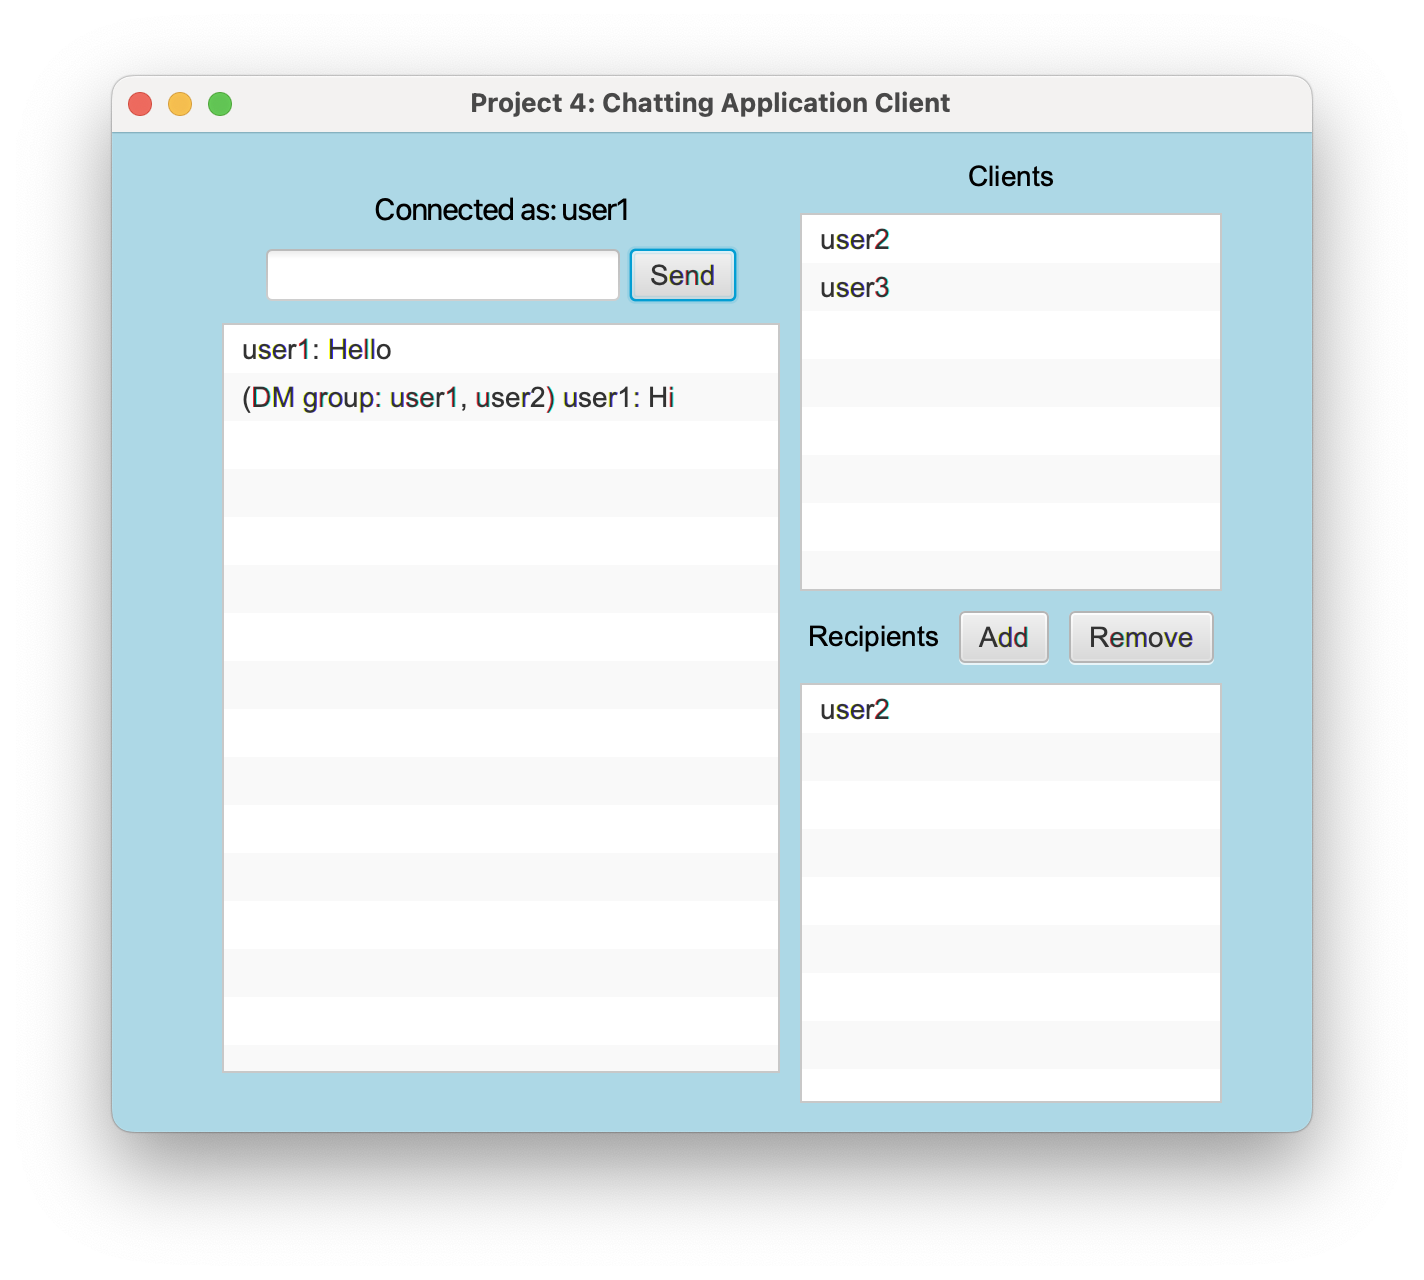 Project 4: Chatting Application Client
Connected as: user1
Send
user1: Hello
(DM group: user1, user2) user1: Hi
Clients
user2
user3
Recipients
Add
Remove
user2